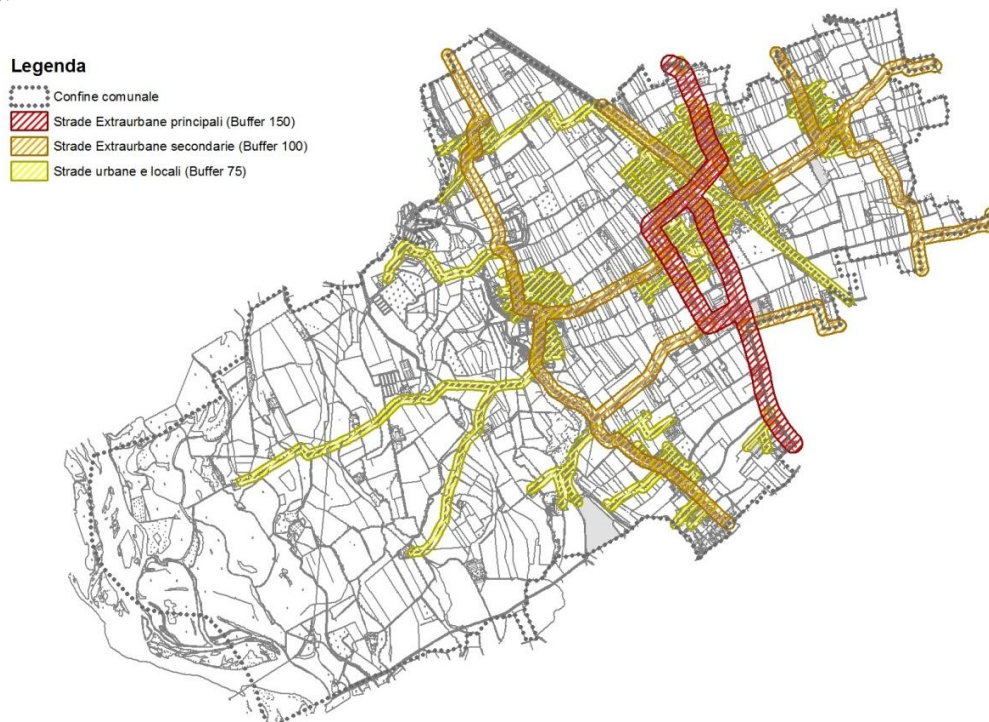 Legenda
Confine comunale
Strade Extraurbane principali (Buffer 150)
Strade Extraurbane secondarie (Buffer 100)
Strade urbane e locali (Buffer 75)